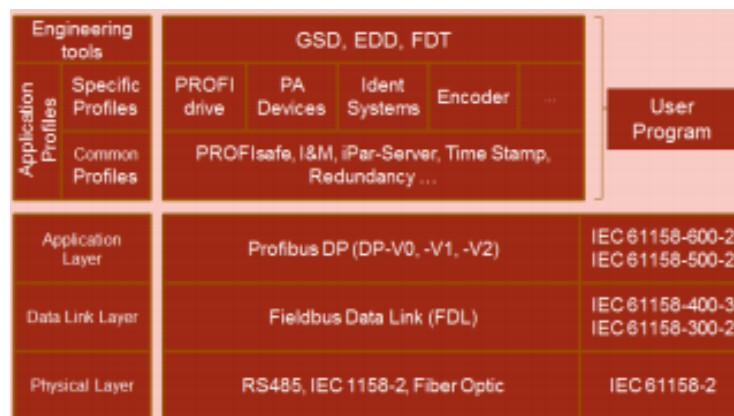 Engineering
tools
GSD, EDD, FDT
Application
Profiles
Specific
Profiles
PROFI
drive
PA
Devices
Ident
Systems
Encoder
...
User
Program
Common
Profiles
PROFIsafe, I&M, iPar-Server, Time Stamp,
Redundancy ...
Application
Layer
Profibus DP (DP-V0, -V1, -V2)
IEC 61158-600-2
IEC 61158-500-2
Data Link Layer
Fieldbus Data Link (FDL)
IEC 61158-400-3
IEC 61158-300-2
Physical Layer
RS485, IEC 1158-2, Fiber Optic
IEC 61158-2